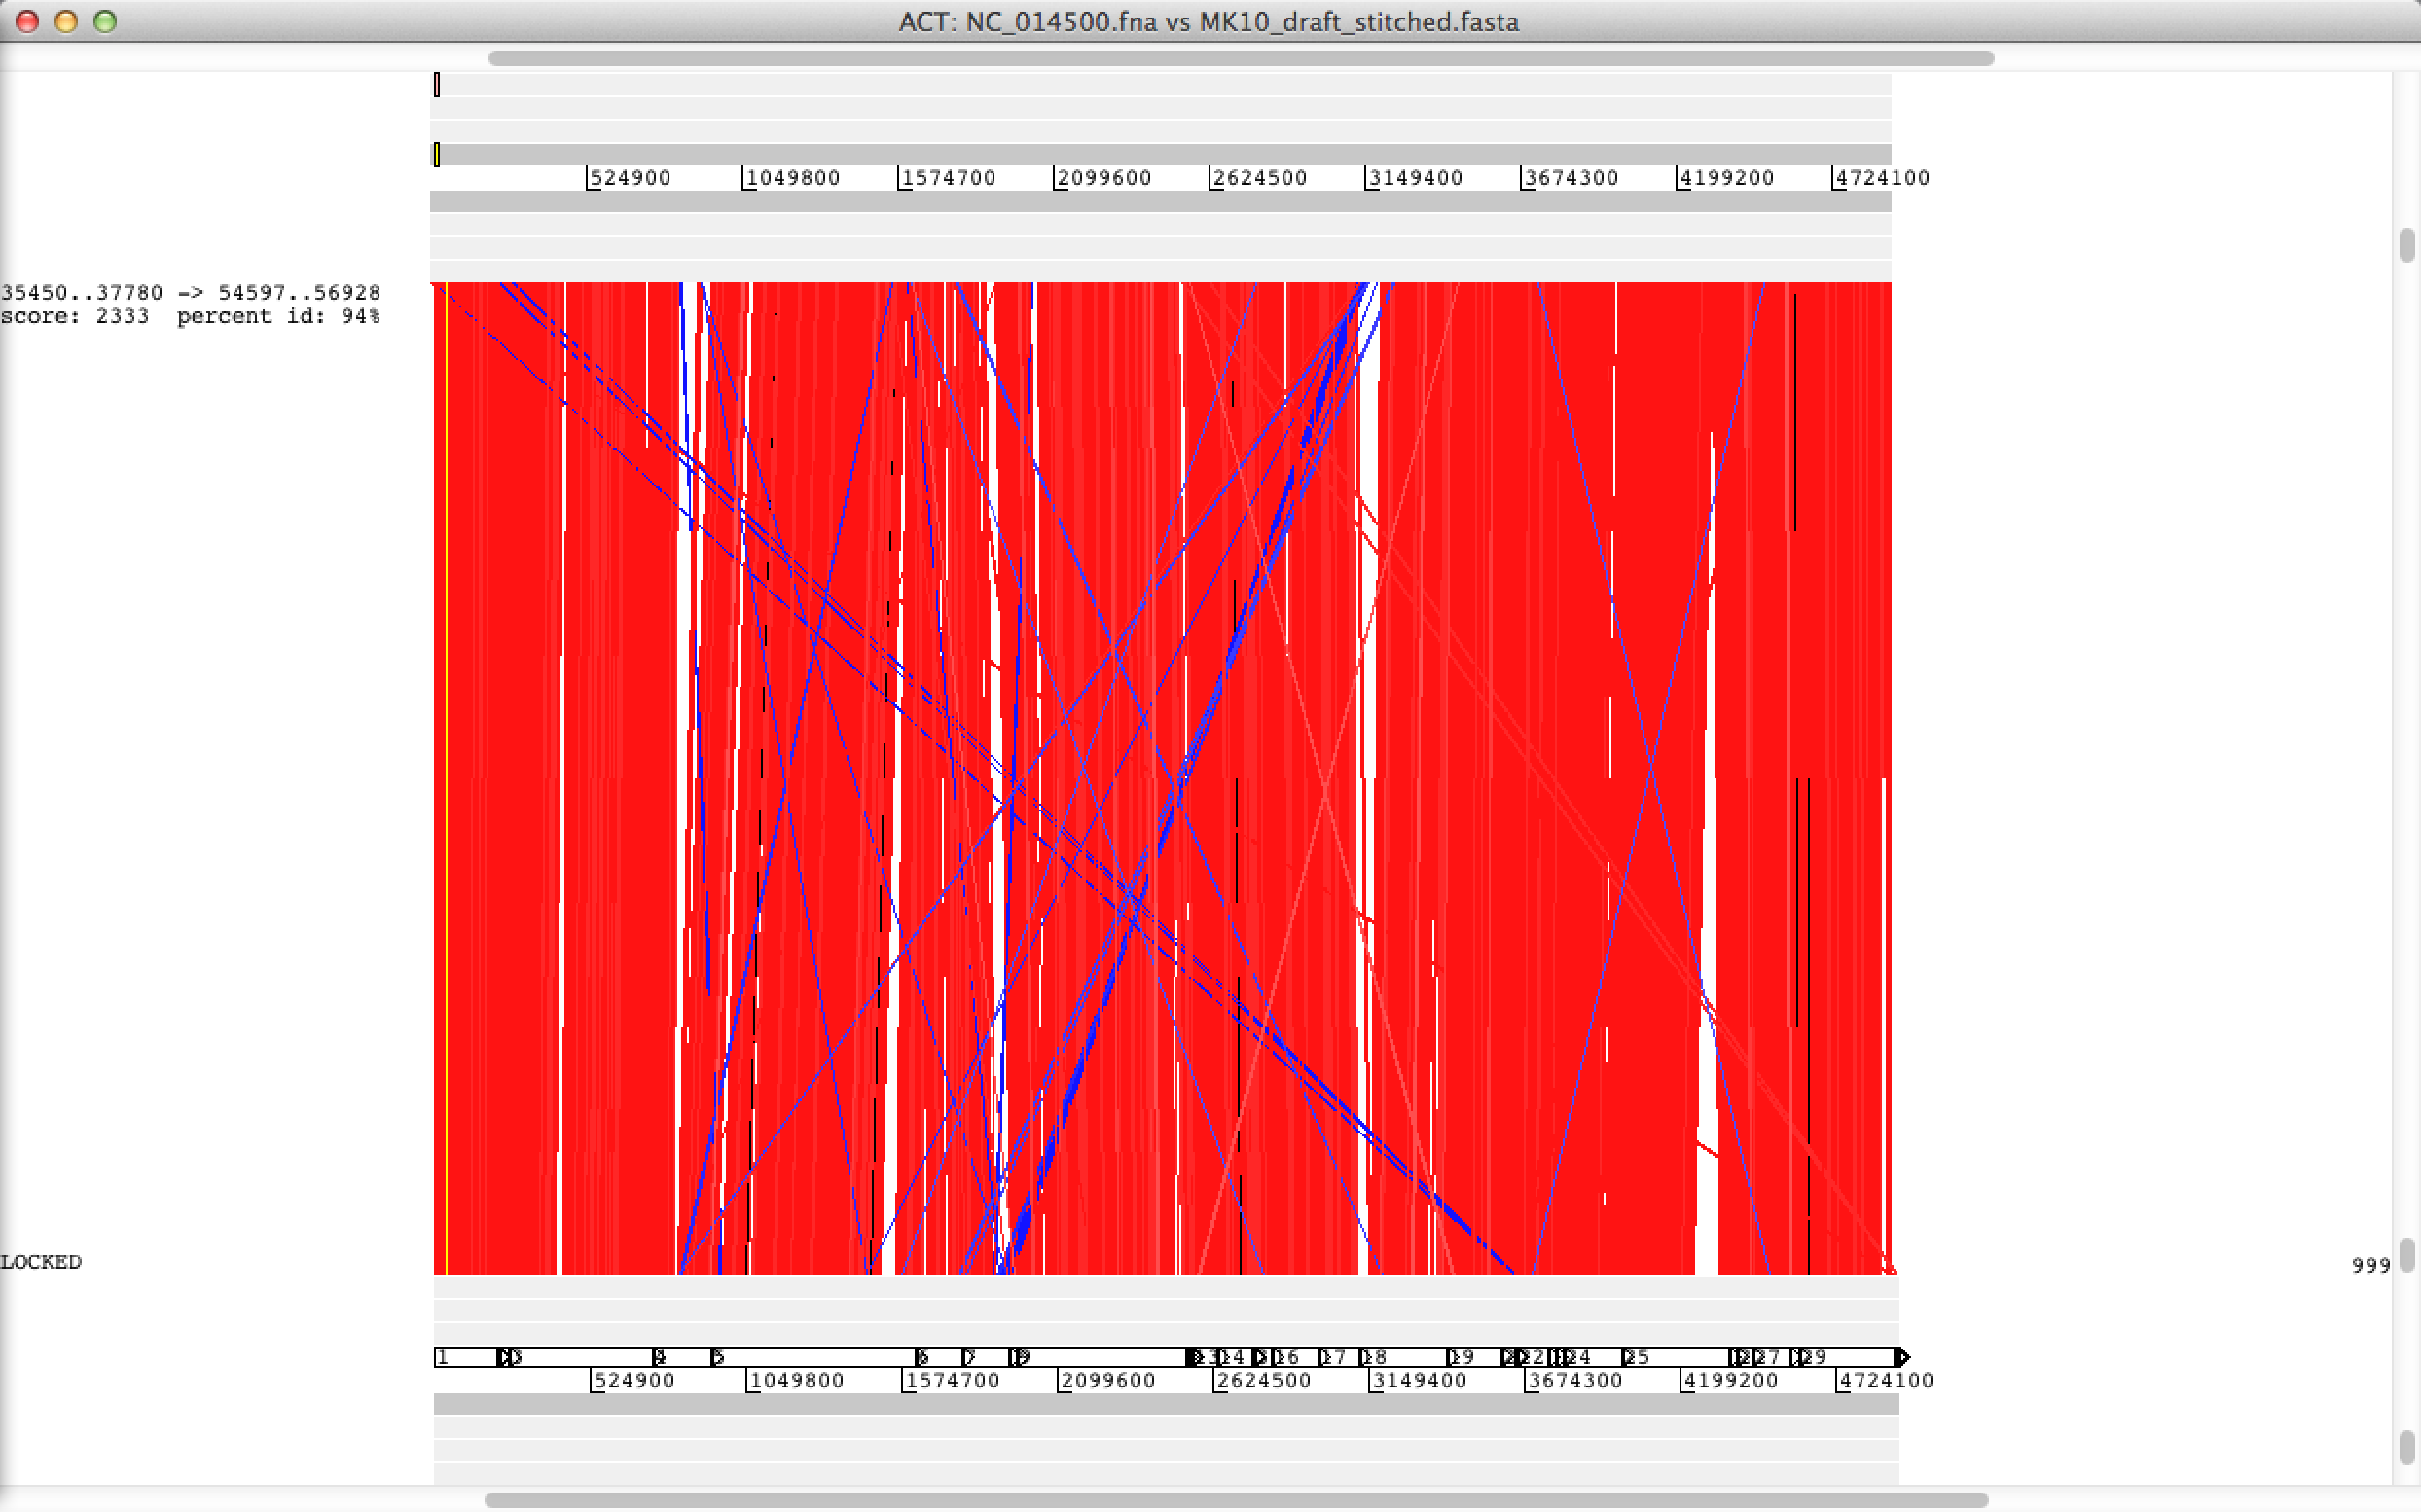 ACT: NC_014500.fna vs MK10_draft_stitched.fasta
524900 1049800 1574700 2099600 2624500 3149400 3674300 4199200 4724100
35450..37780 -> 54597..56928
score: 2333 percent id: 94%
LOCKED
999
1 3 4 5 6 7 9 14 16 17 18 19 24 25 27 29
524900 1049800 1574700 2099600 2624500 3149400 3674300 4199200 4724100